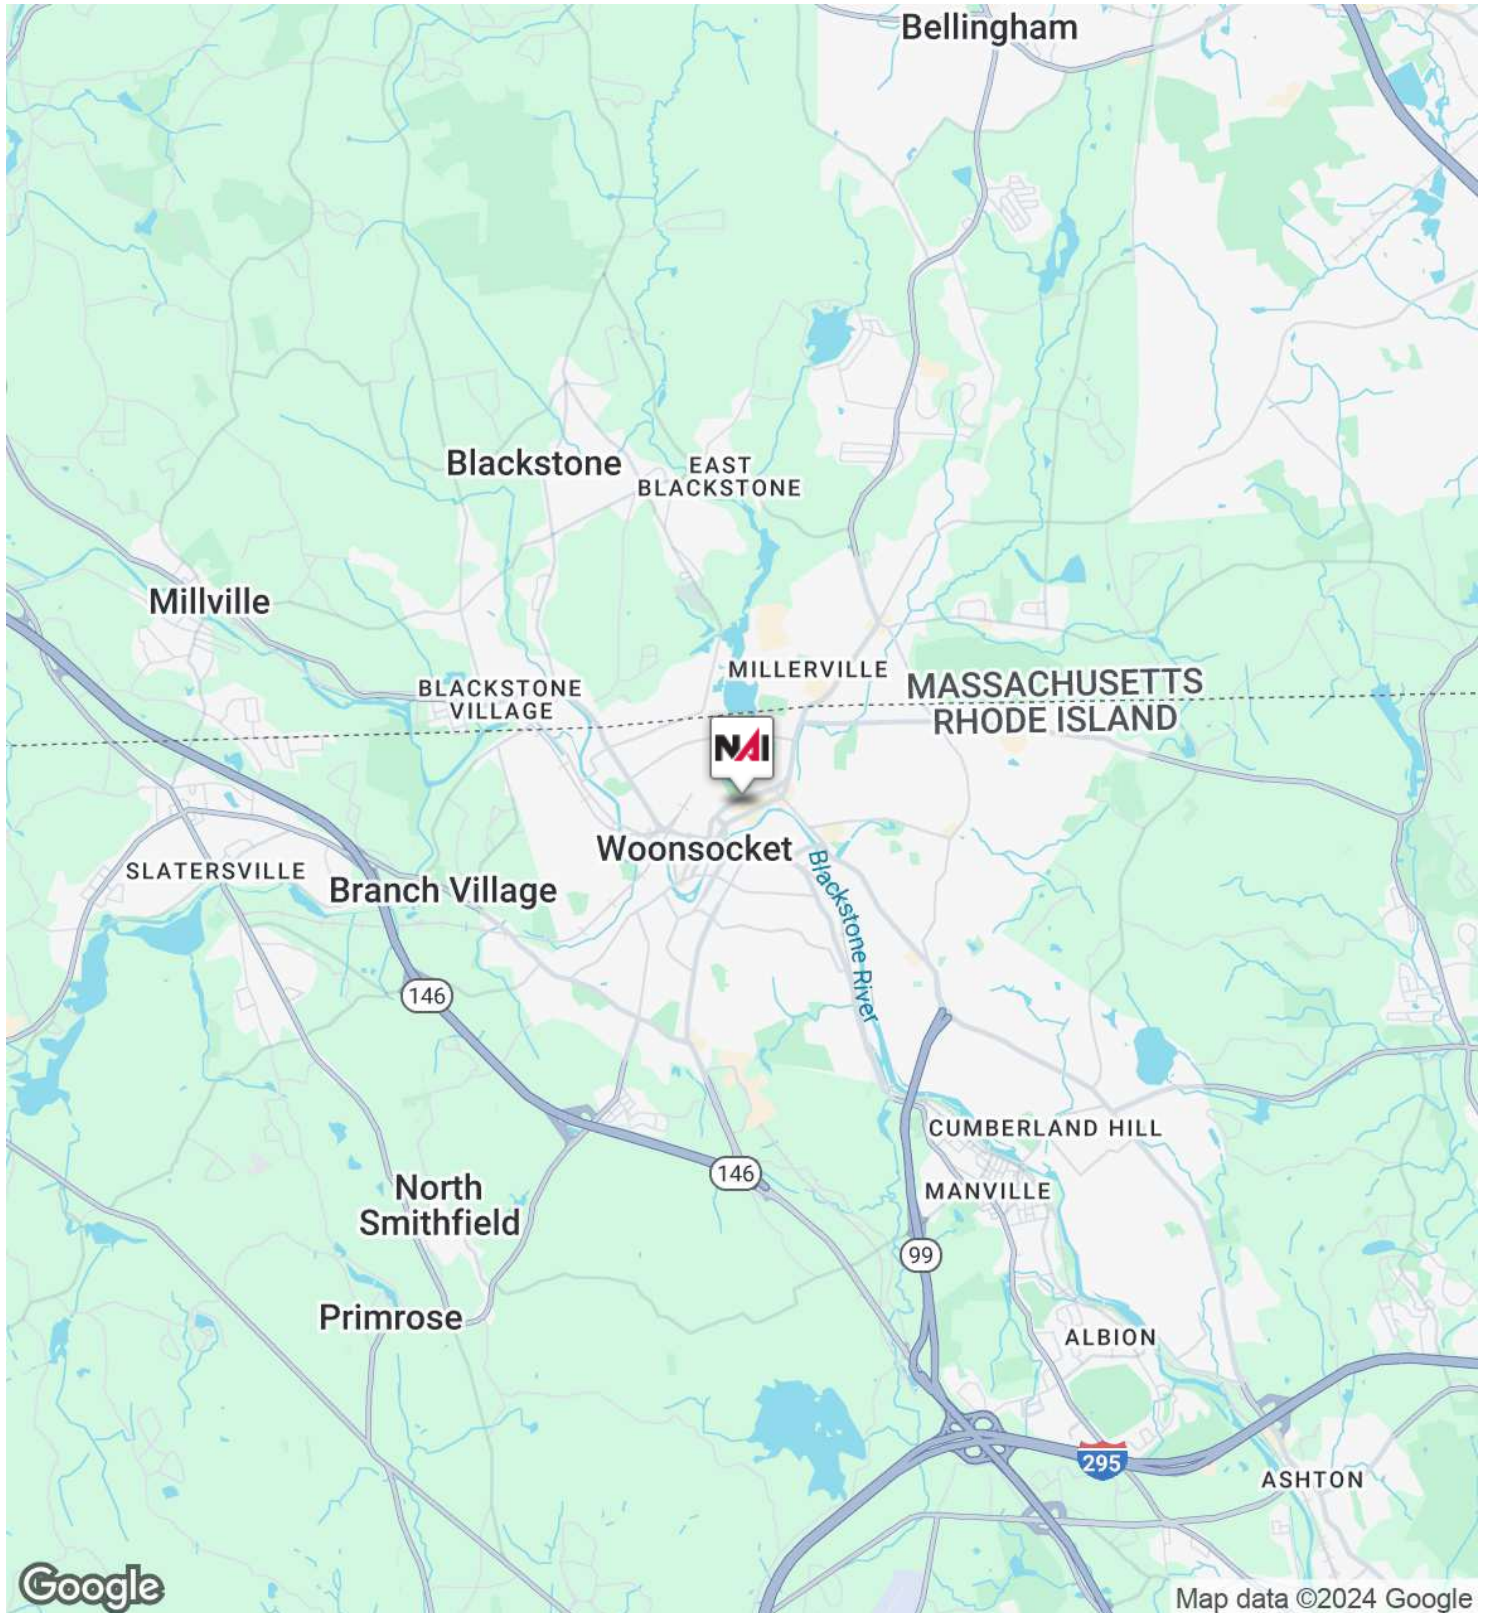 Bellingham
Blackstone
EAST
BLACKSTONE
Millville
MILLERVILLE
BLACKSTONE
VILLAGE
MASSACHUSETTS
RHODE ISLAND
NAI
Woonsocket
Blackstone River
SLATERSVILLE
Branch Village
146
CUMBERLAND HILL
146
MANVILLE
North
Smithfield
99
Primrose
ALBION
295
ASHTON
Google
Map data ©2024 Google